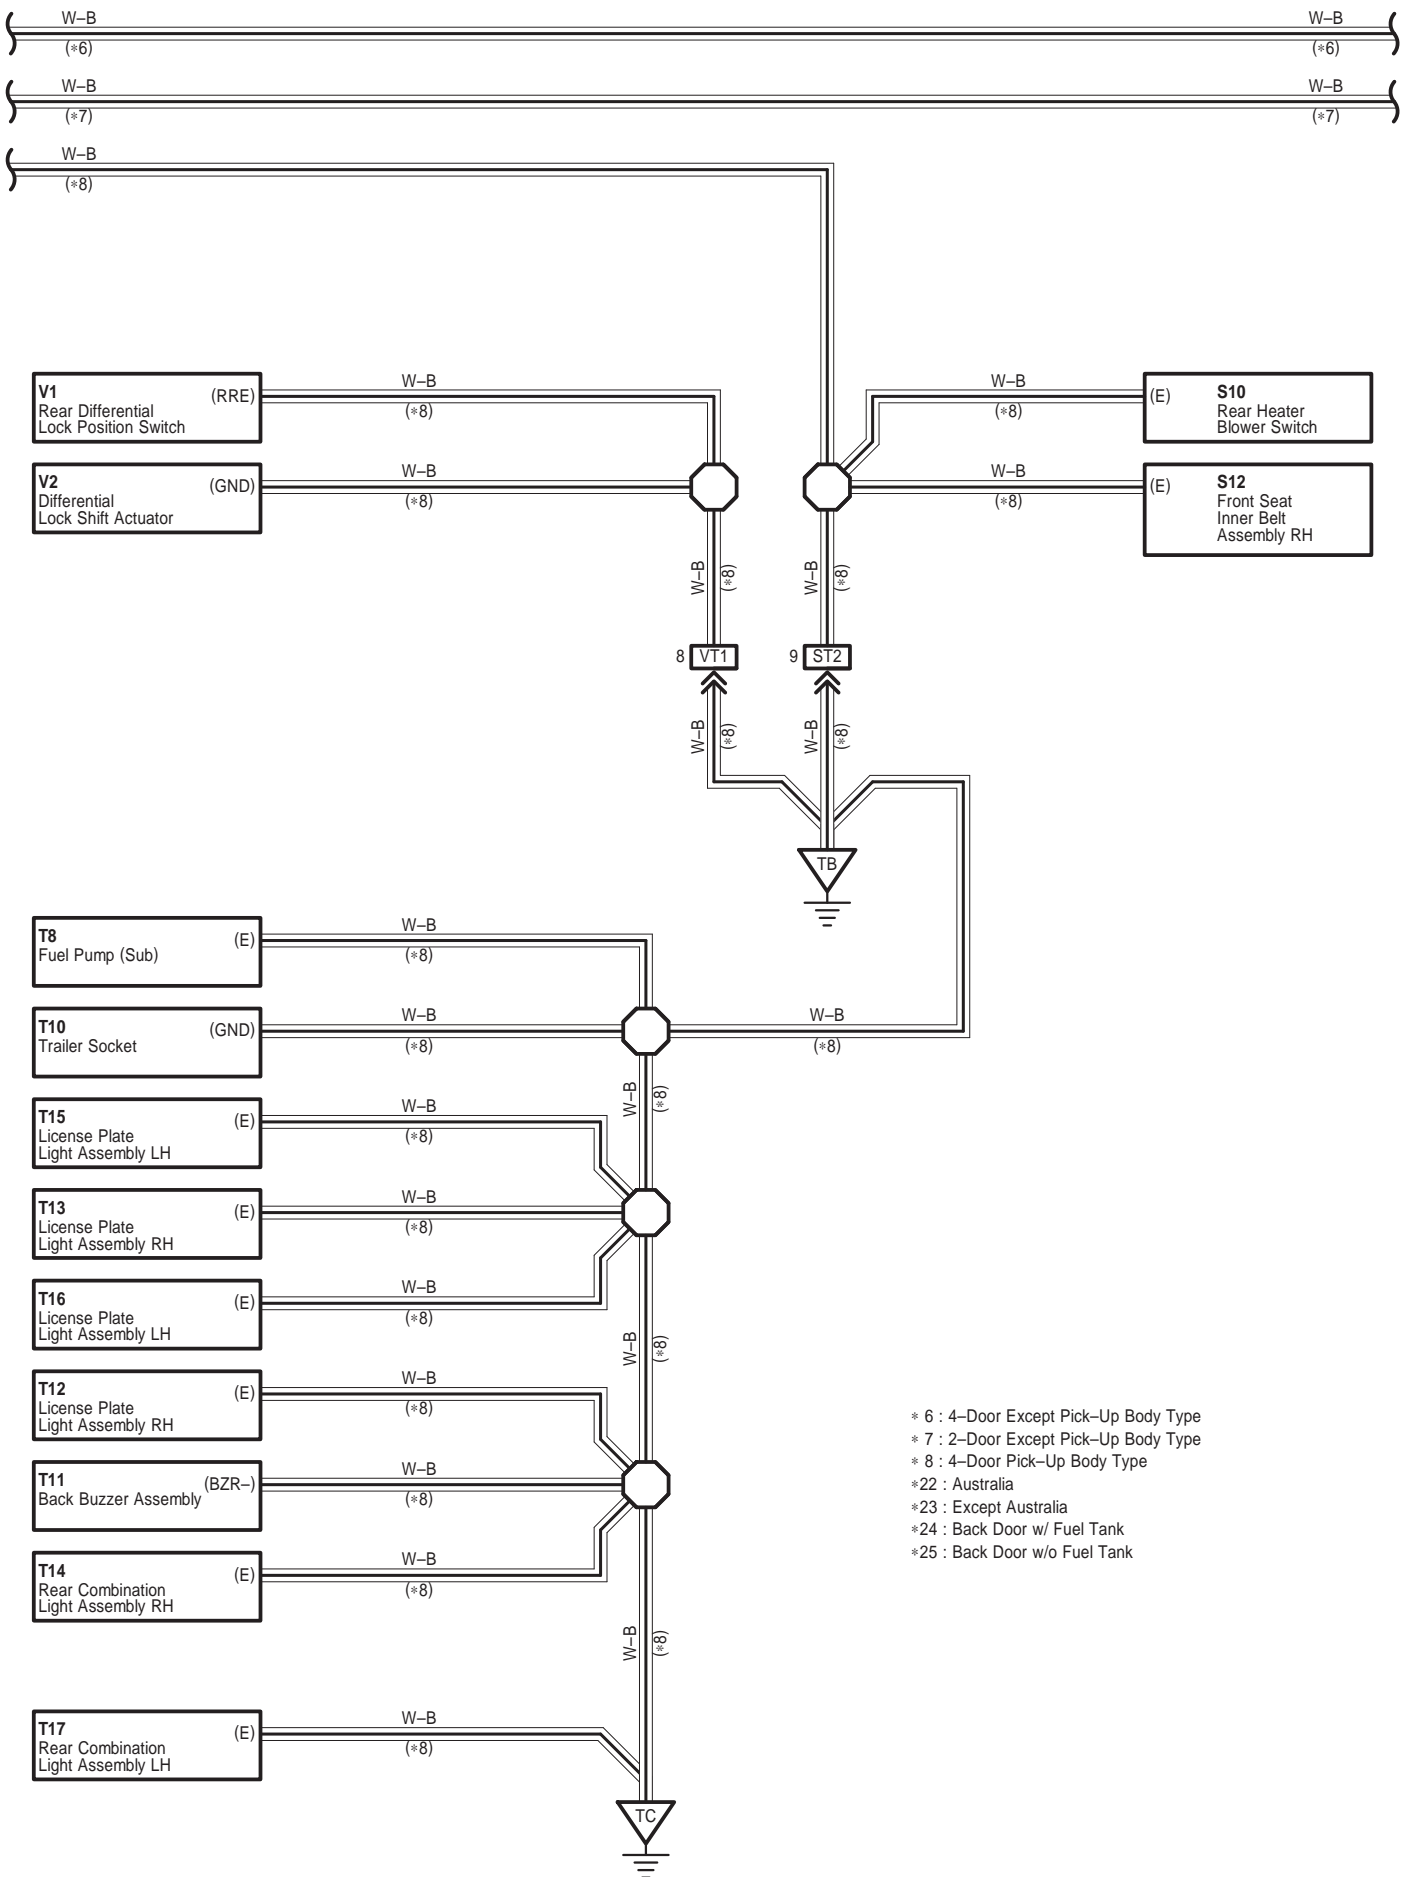 W–B W–B
(∗6) (∗6)
W–B W–B
(∗7) (∗7)
W–B
(∗8)
V1 (RRE)
Rear Differential
Lock Position Switch
W–B
(∗8)
W–B
(∗8)
(E) S10
Rear Heater
Blower Switch
V2 (GND)
Differential
Lock Shift Actuator
W–B
(∗8)
W–B
(∗8)
(E) S12
Front Seat
Inner Belt
Assembly RH
W–B (∗8)
W–B (∗8)
8 VT1
9 ST2
W–B (∗8)
W–B (∗8)
TB
T8 (E)
Fuel Pump (Sub)
W–B
(∗8)
T10 (GND)
Trailer Socket
W–B
(∗8)
W–B
(∗8)
W–B (∗8)
T15 (E)
License Plate
Light Assembly LH
W–B
(∗8)
T13 (E)
License Plate
Light Assembly RH
W–B
(∗8)
T16 (E)
License Plate
Light Assembly LH
W–B
(∗8)
W–B (∗8)
T12 (E)
License Plate
Light Assembly RH
W–B
(∗8)
T11 (BZR–)
Back Buzzer Assembly
W–B
(∗8)
T14 (E)
Rear Combination
Light Assembly RH
W–B
(∗8)
W–B (∗8)
T17 (E)
Rear Combination
Light Assembly LH
W–B
(∗8)
TC
∗ 6 : 4–Door Except Pick–Up Body Type
∗ 7 : 2–Door Except Pick–Up Body Type
∗ 8 : 4–Door Pick–Up Body Type
∗22 : Australia
∗23 : Except Australia
∗24 : Back Door w/ Fuel Tank
∗25 : Back Door w/o Fuel Tank